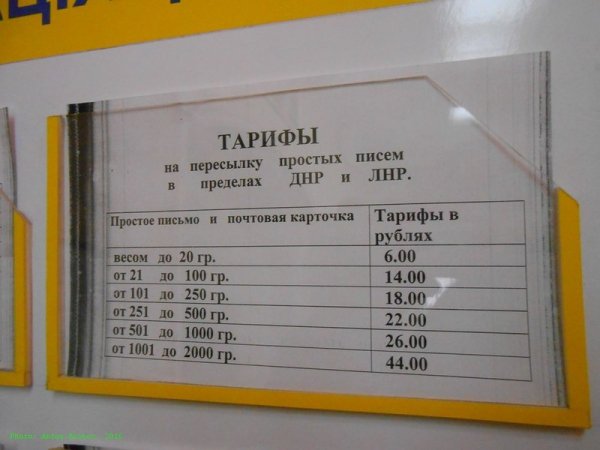 ТАРИФЫ
на пересылку простых писем
в пределах ДНР и ЛНР.
Простое письмо и почтовая карточка Тарифы в
рублях
весом до 20 гр. 6.00
от 21 до 100 гр. 14.00
эт 101 до 250 гр. 18.00
от 251 до 500 гр. 22.00
от 501 до 1000 гр. 26.00
от 1001 до 2000 гр. 44.00